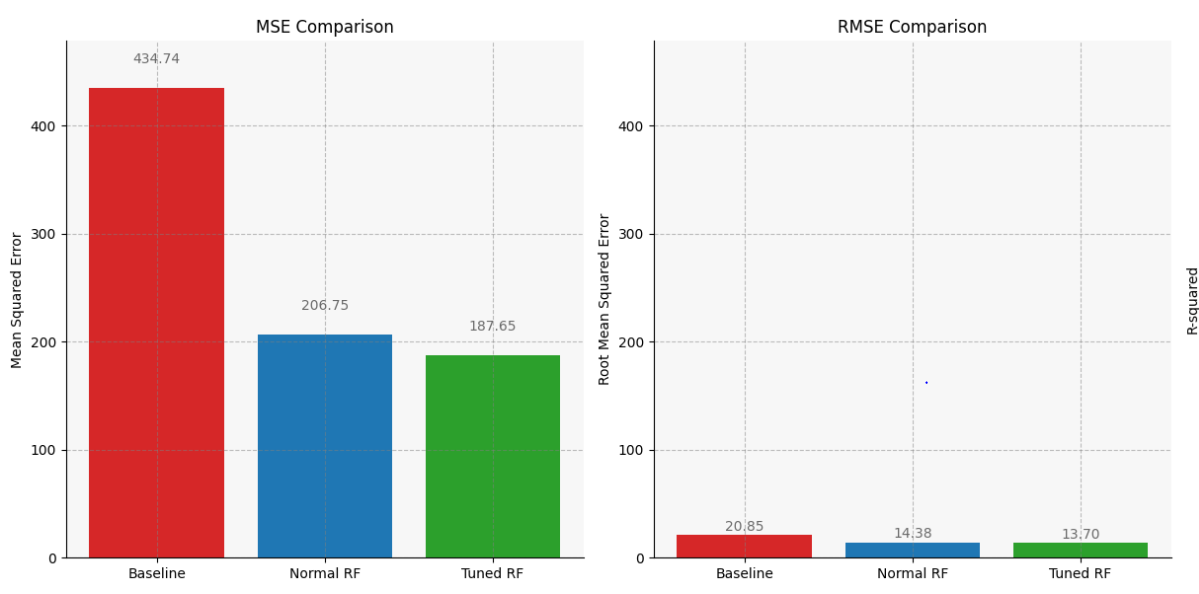 MSE Comparison
434.74
206.75
187.65
400
300
200
100
0
Mean Squared Error
Baseline
Normal RF
Tuned RF
RMSE Comparison
20.85
14.38
13.70
400
300
200
100
0
Root Mean Squared Error
Baseline
Normal RF
Tuned RF
R-squared